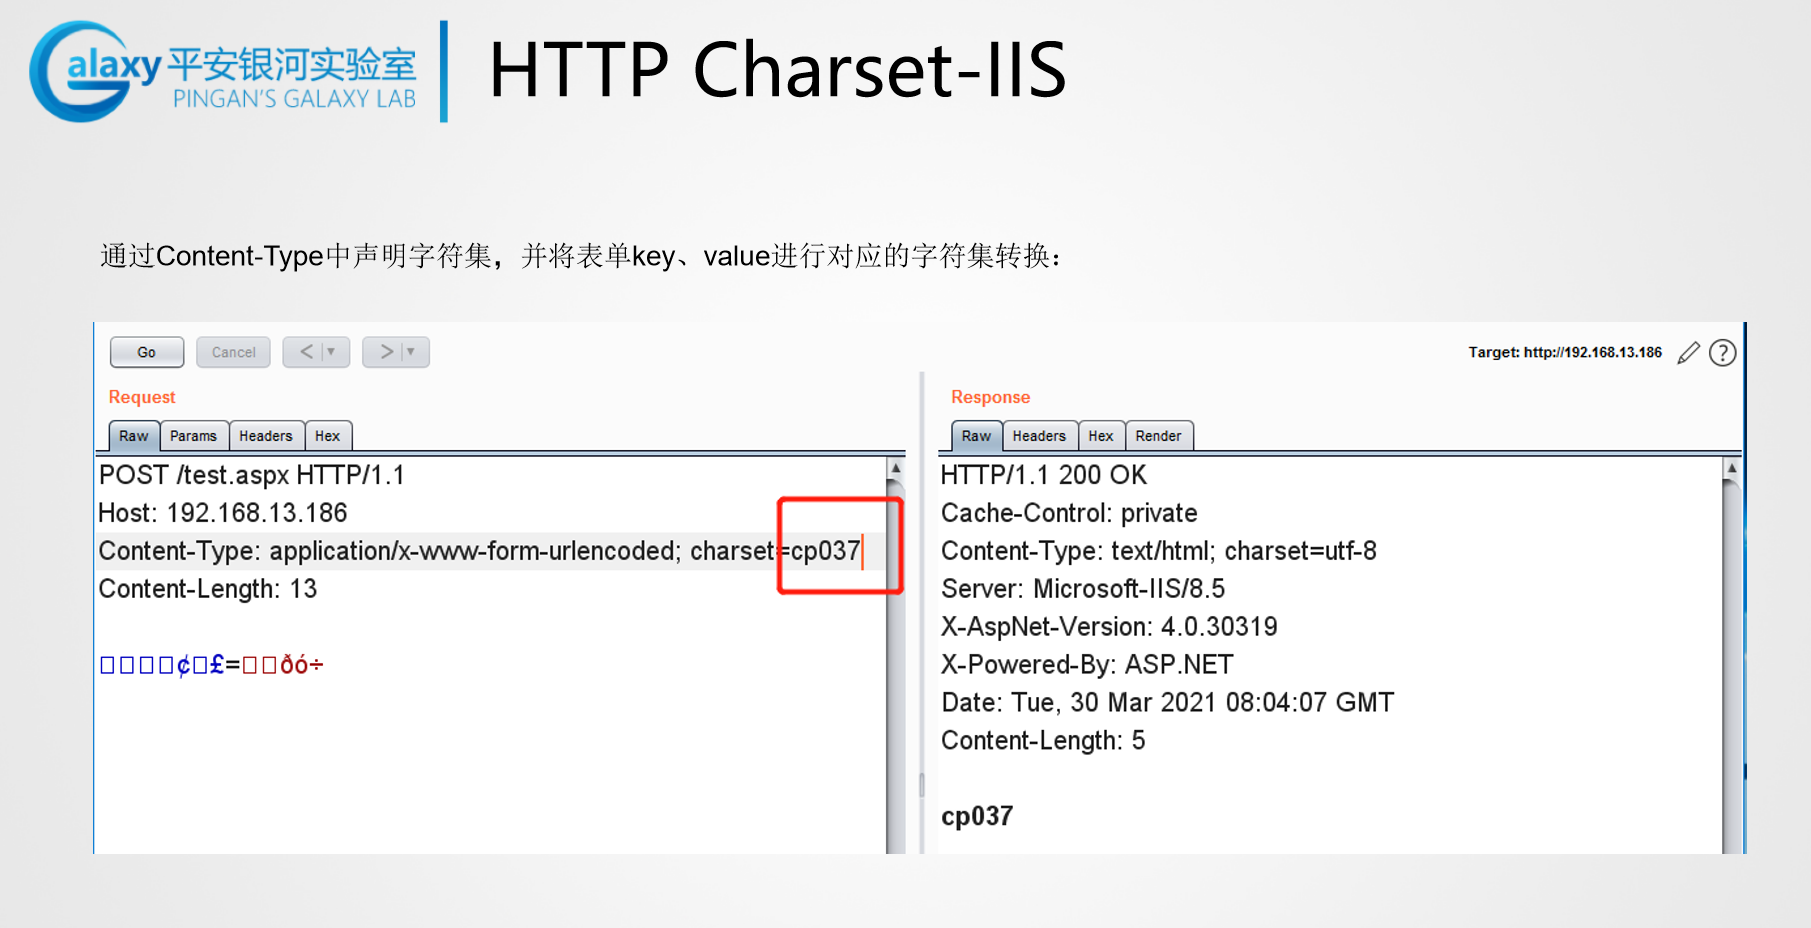 Galaxy 平安银河实验室
PINGAN'S GALAXY LAB
HTTP Charset-IIS
通过Content-Type中声明字符集，并将表单key、value进行对应的字符集转换：
Go Cancel < > Target: http://192.168.13.186 ?
Request
Raw Params Headers Hex
POST /test.aspx HTTP/1.1
Host: 192.168.13.186
Content-Type: application/x-www-form-urlencoded; charset=cp037
Content-Length: 13
□□□□¢□£=□□ðó÷
Response
Raw Headers Hex Render
HTTP/1.1 200 OK
Cache-Control: private
Content-Type: text/html; charset=utf-8
Server: Microsoft-IIS/8.5
X-AspNet-Version: 4.0.30319
X-Powered-By: ASP.NET
Date: Tue, 30 Mar 2021 08:04:07 GMT
Content-Length: 5
cp037